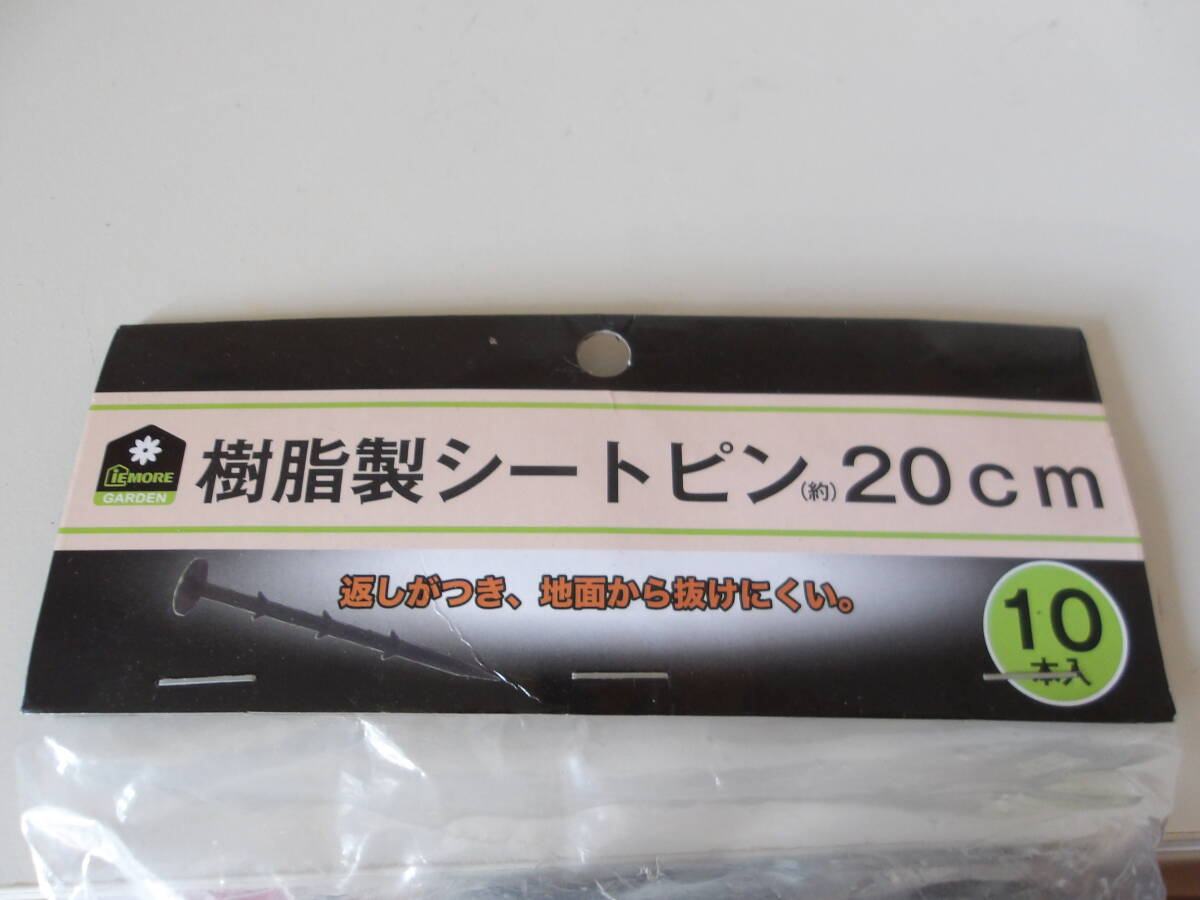 iEMORE
GARDEN
樹脂製シートピン(約)20cm
返しがつき、地面から抜けにくい。
10
本入